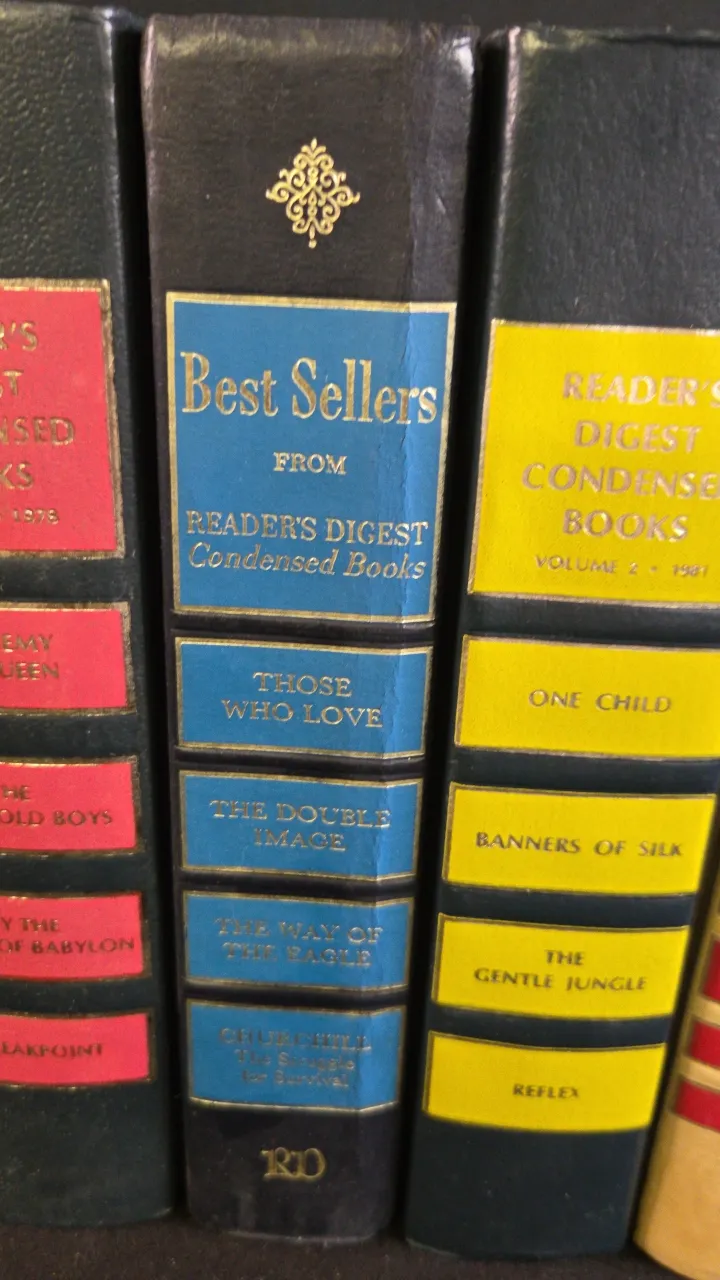 R'S
ST
NSED
KS
1978
EMY
UEEN
HE
OLD BOYS
Y THE
OF BABYLON
EAKPOINT
Best Sellers
FROM
READER'S DIGEST
Condensed Books
THOSE
WHO LOVE
THE DOUBLE
IMAGE
THE WAY OF
THE EAGLE
CHURCHILL
The Struggle
for Survival
RD
READER'S
DIGEST
CONDENSE
BOOKS
VOLUME 2 • 1981
ONE CHILD
BANNERS OF SILK
THE
GENTLE JUNGLE
REFLEX